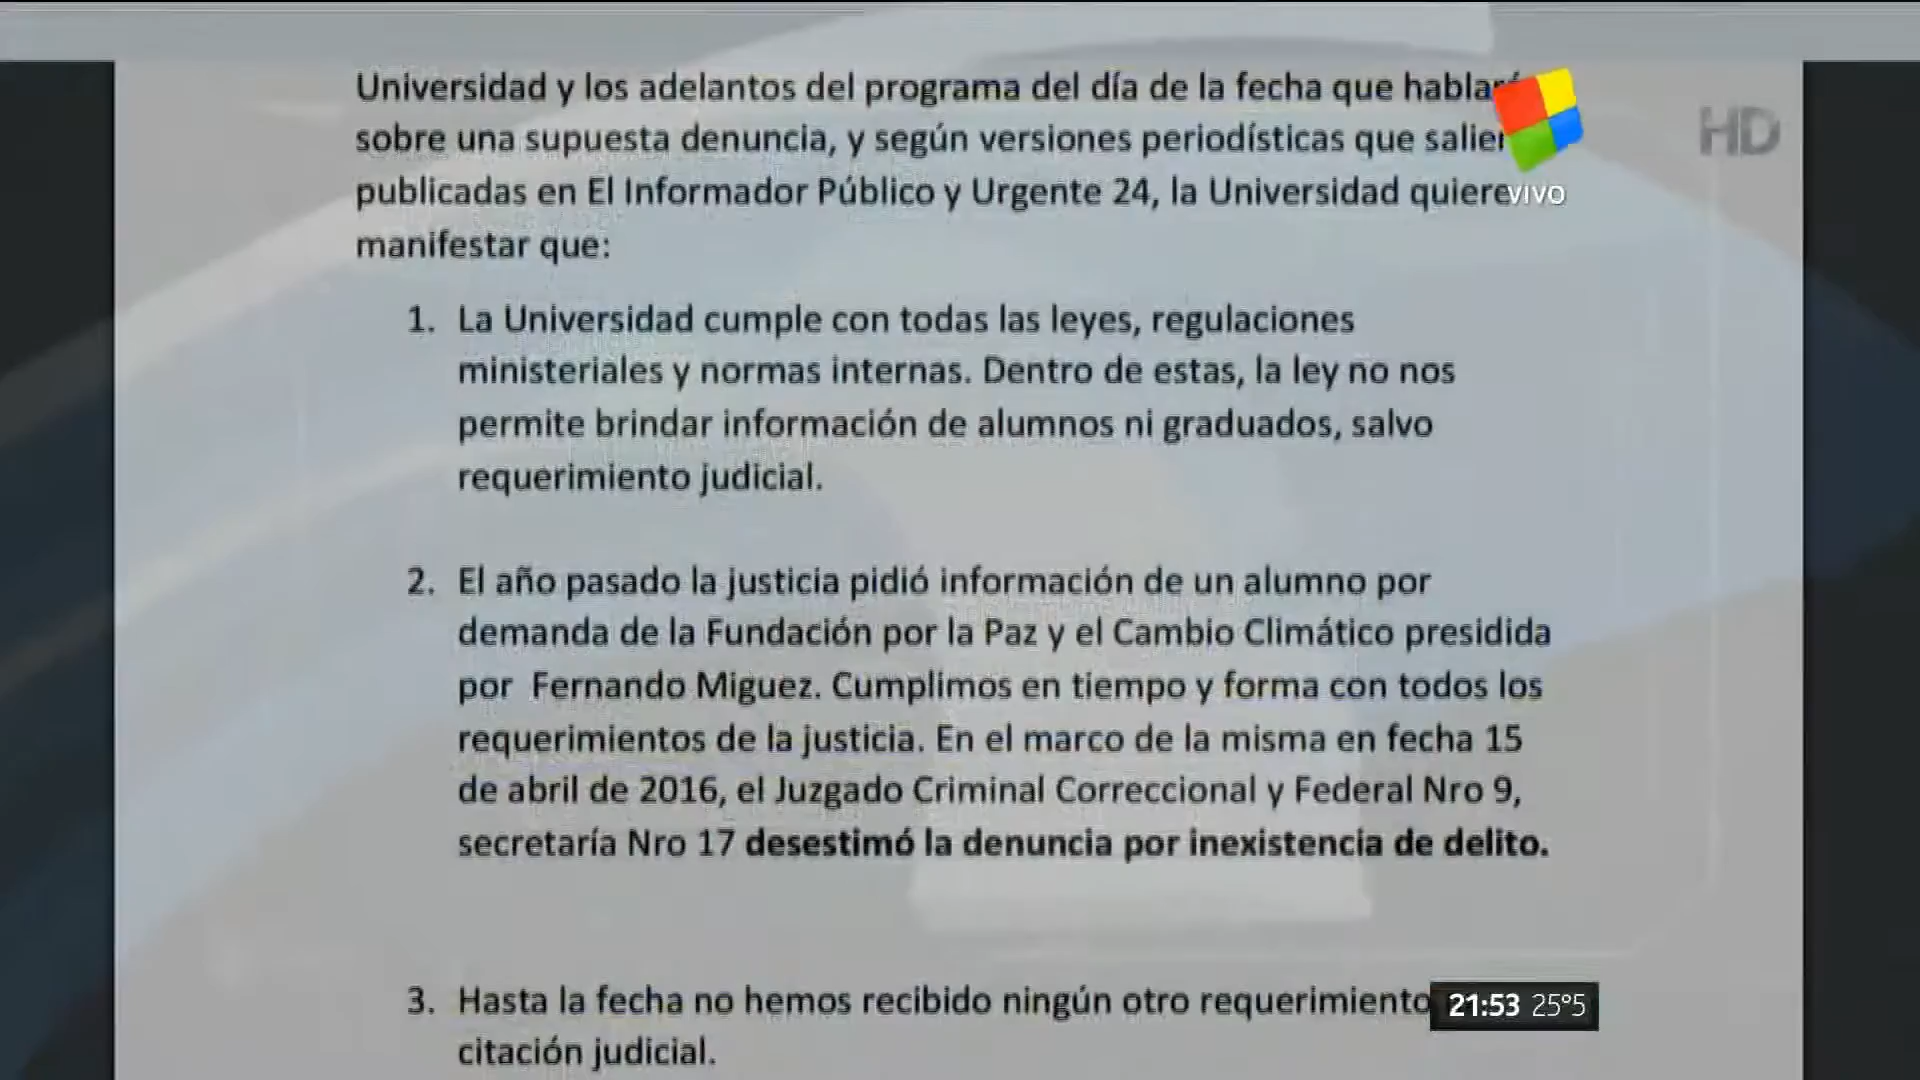 Universidad y los adelantos del programa del día de la fecha que
sobre una supuesta denuncia, y según versiones periodísticas que
publicadas en El Informador Público y Urgente 24, la Universidad quiere
manifestar que:
1. La Universidad cumple con todas las leyes, regulaciones
ministeriales y normas internas. Dentro de estas, la ley no nos
permite brindar información de alumnos ni graduados, salvo
requerimiento judicial.
2. El año pasado la justicia pidió información de un alumno por
demanda de la Fundación por la Paz y el Cambio Climático presidida
por Fernando Miguez. Cumplimos en tiempo y forma con todos los
requerimientos de la justicia. En el marco de la misma en fecha 15
de abril de 2016, el Juzgado Criminal Correccional y Federal Nro 9,
secretaría Nro 17 desestimó la denuncia por inexistencia de delito.
3. Hasta la fecha no hemos recibido ningún otro requerimiento
citación judicial.
VIVO
HD
21:53 25°5